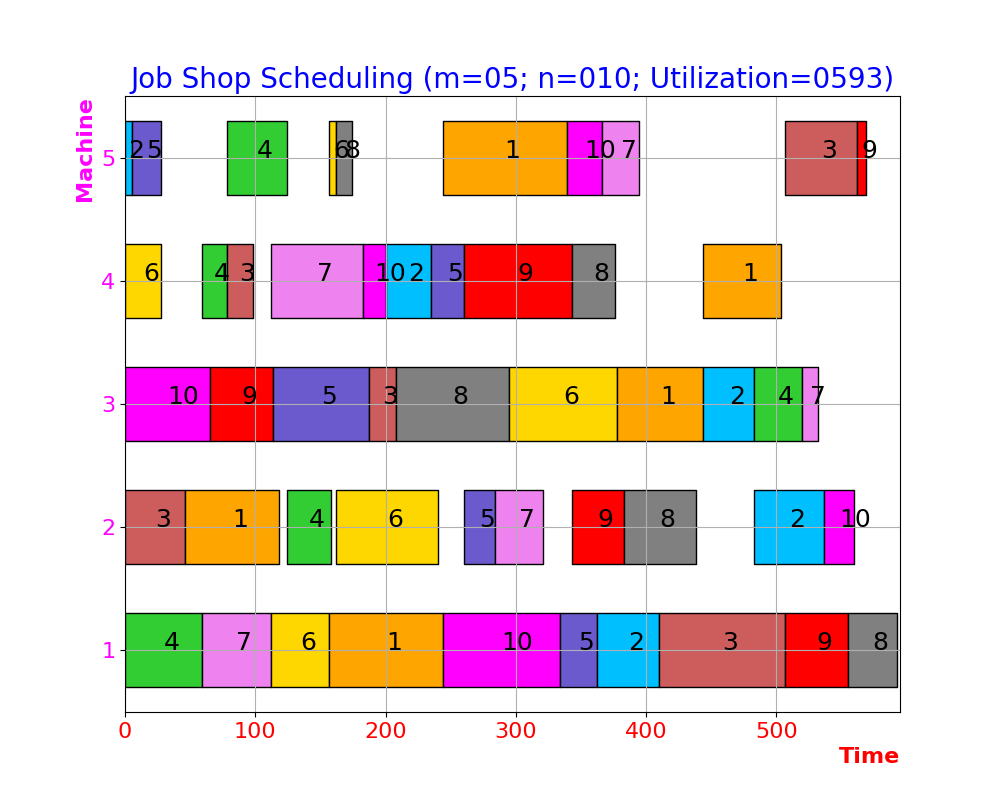 Job Shop Scheduling (m=05; n=010; Utilization=0593)
Machine
5 2 5 4 6 8 1 10 7 3 9
4 6 4 3 7 10 2 5 9 8 1
3 10 9 5 3 8 6 1 2 4 7
2 3 1 4 6 5 7 9 8 2 10
1 4 7 6 1 10 5 2 3 9 8
0 100 200 300 400 500
Time